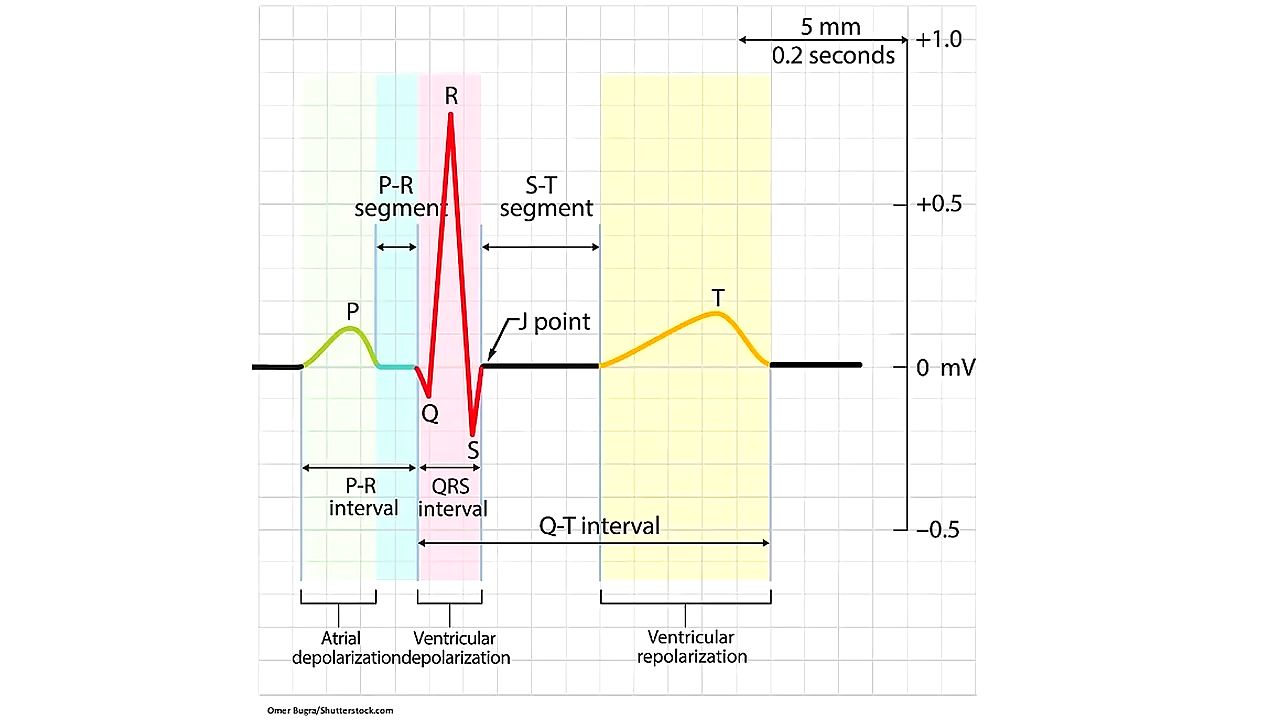 5 mm
0.2 seconds
+1.0
R
P-R
segment
S-T
segment
+0.5
P
T
J point
0 mV
Q
S
P-R
interval
QRS
interval
Q-T interval
−0.5
Atrial
depolarization
Ventricular
depolarization
Ventricular
repolarization
Omer Bugra/Shutterstock.com